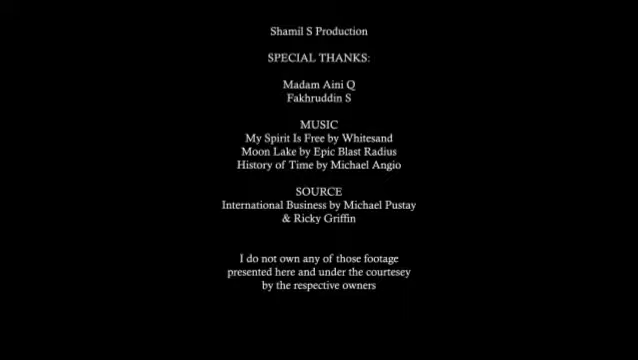 Shamil S Production
SPECIAL THANKS:
Madam Aini Q
Fakhruddin S
MUSIC
My Spirit Is Free by Whitesand
Moon Lake by Epic Blast Radius
History of Time by Michael Angio
SOURCE
International Business by Michael Pustay
& Ricky Griffin
I do not own any of those footage
presented here and under the courtesey
by the respective owners